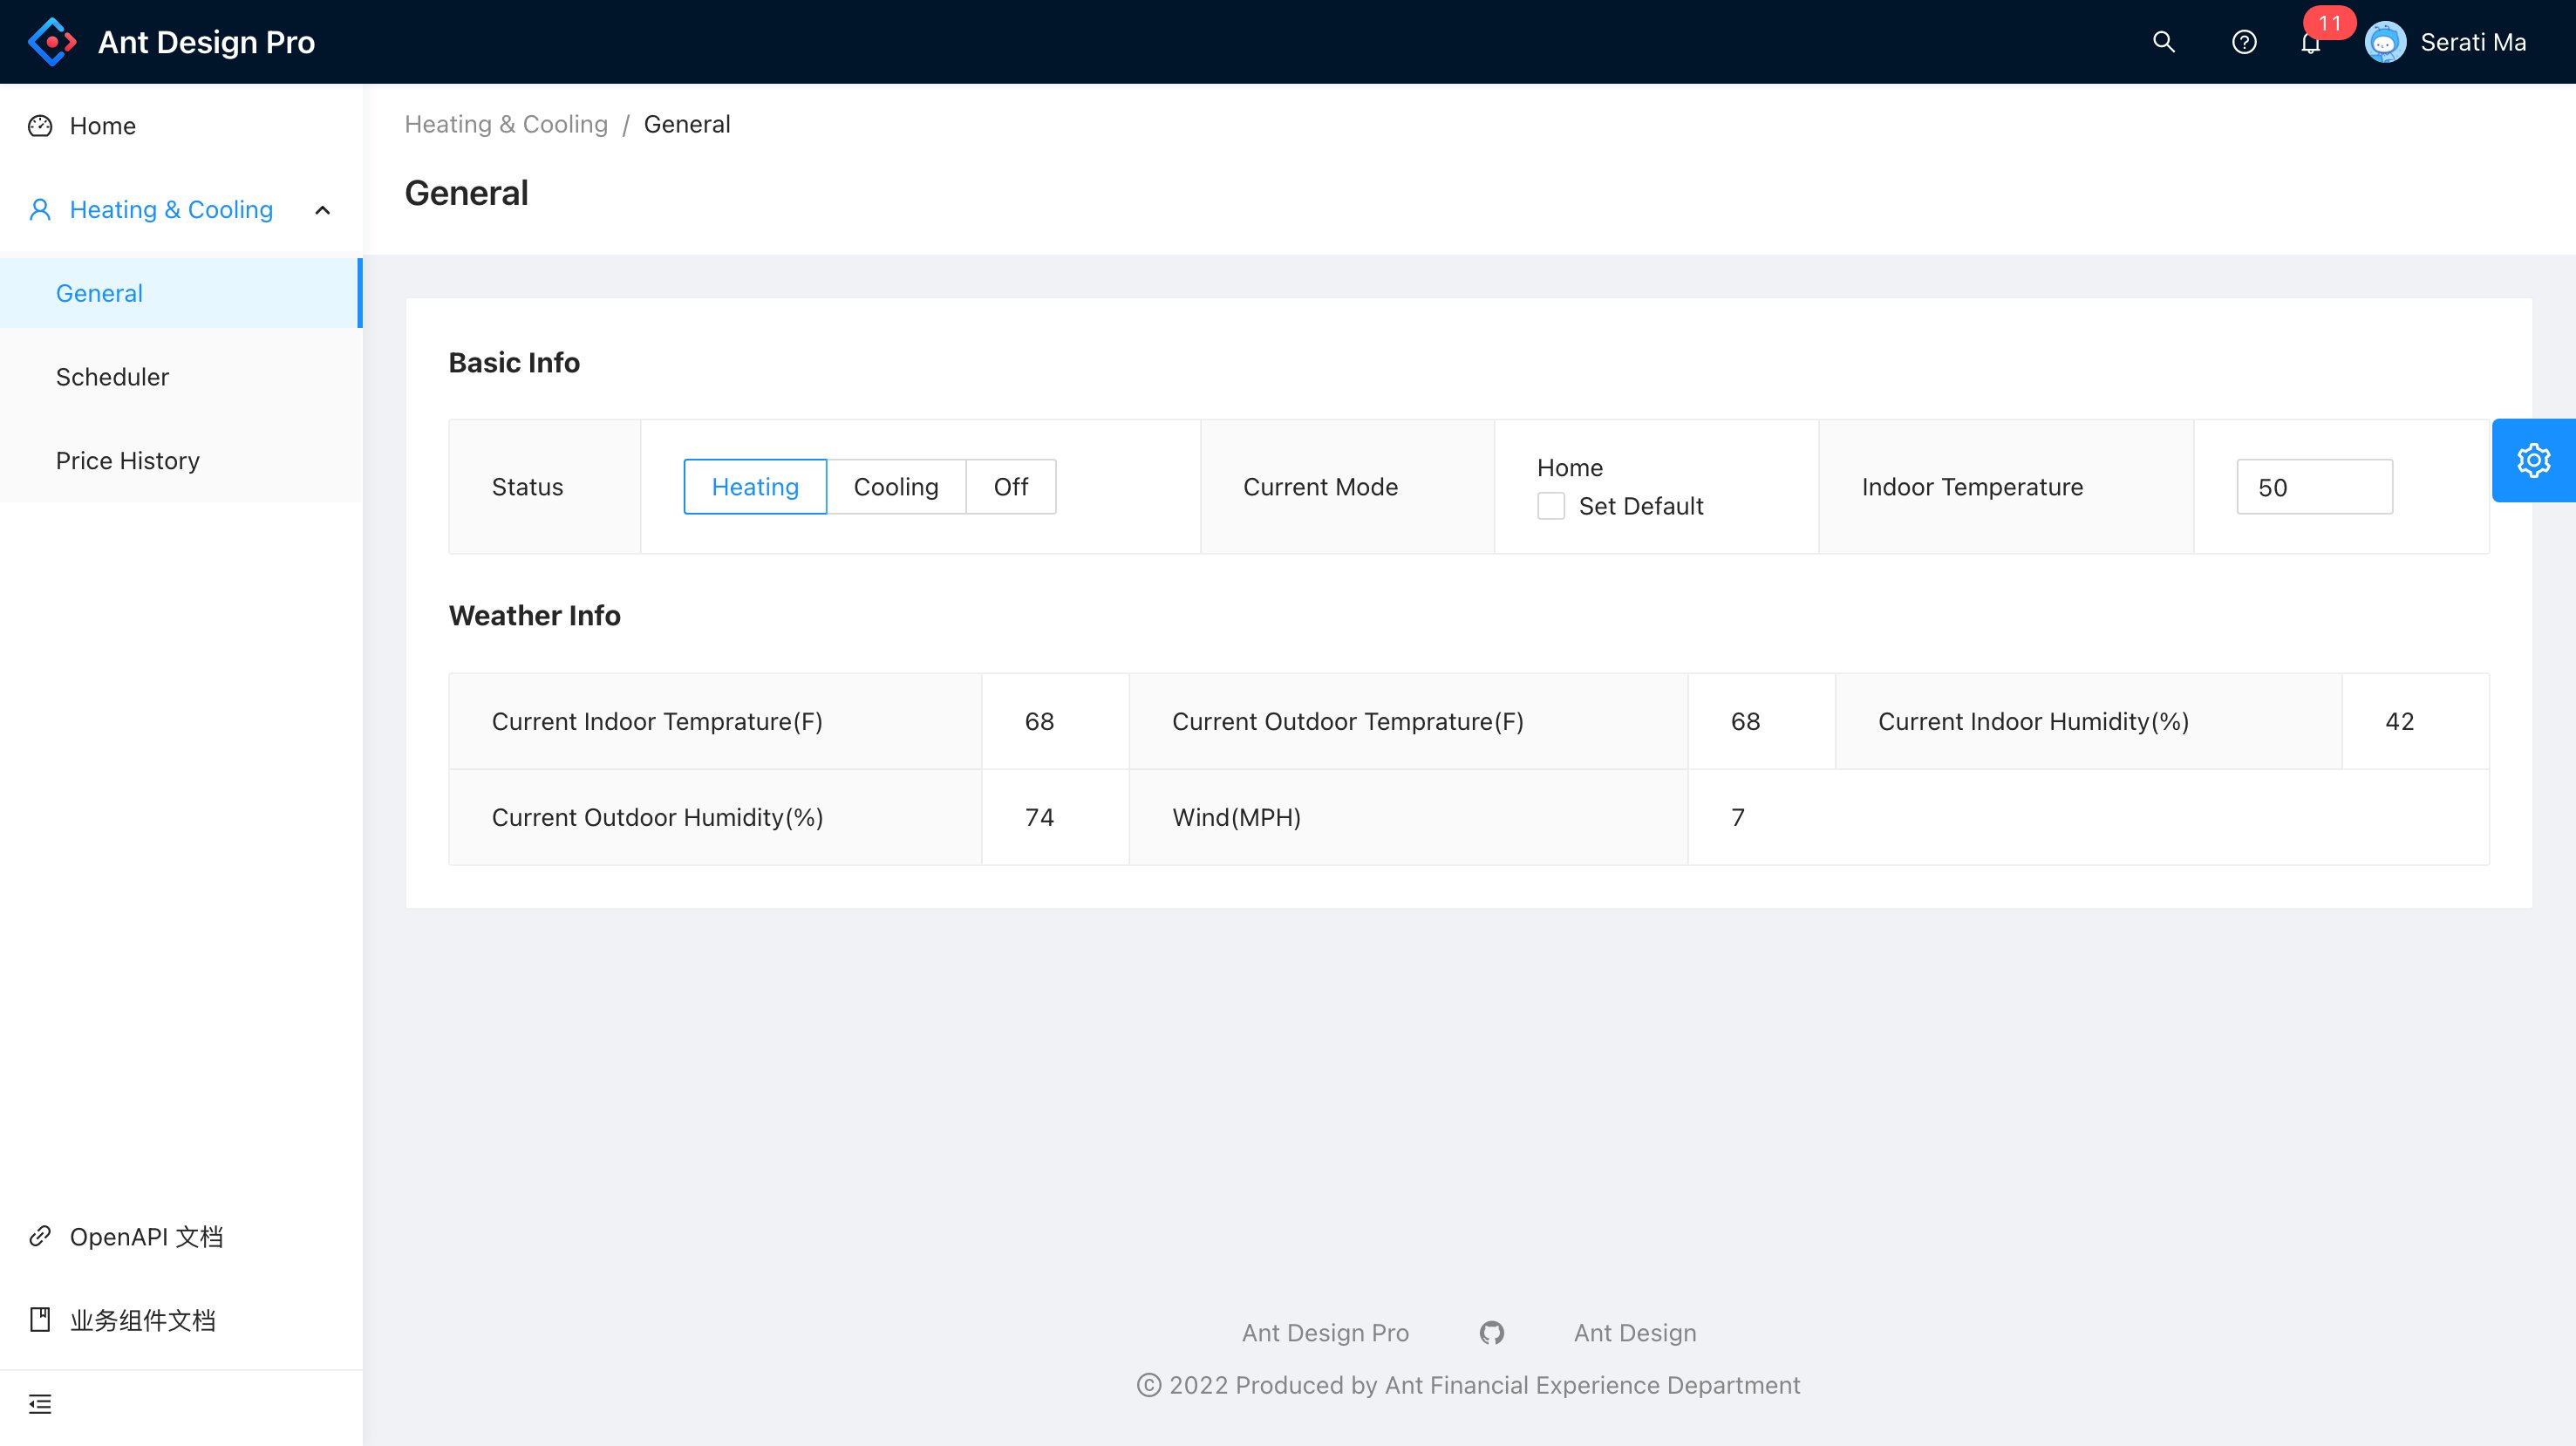 Ant Design Pro
11
Serati Ma
Home
Heating & Cooling
General
Scheduler
Price History
OpenAPI 文档
业务组件文档
Heating & Cooling / General
General
Basic Info
Status
Heating
Cooling
Off
Current Mode
Home
Set Default
Indoor Temperature
50
Weather Info
Current Indoor Temprature(F)
68
Current Outdoor Temprature(F)
68
Current Indoor Humidity(%)
42
Current Outdoor Humidity(%)
74
Wind(MPH)
7
Ant Design Pro
Ant Design
© 2022 Produced by Ant Financial Experience Department